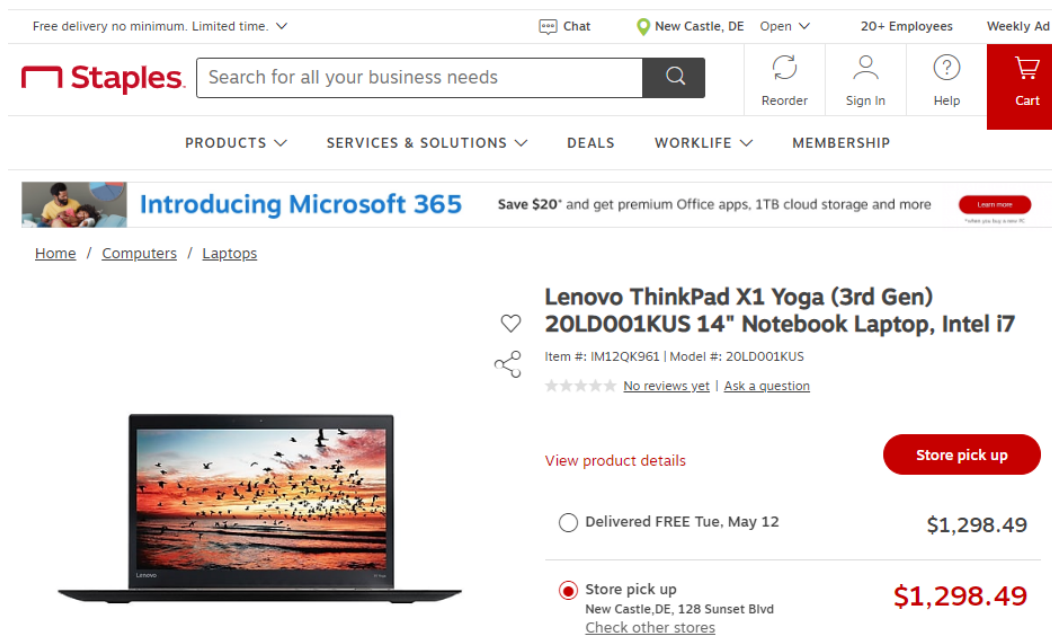 Free delivery no minimum. Limited time.
Chat
New Castle, DE Open
20+ Employees
Weekly Ad
Staples.
Search for all your business needs
Reorder
Sign In
Help
Cart
PRODUCTS
SERVICES & SOLUTIONS
DEALS
WORKLIFE
MEMBERSHIP
Introducing Microsoft 365
Save $20* and get premium Office apps, 1TB cloud storage and more
Learn more
*when you buy a new PC
Home / Computers / Laptops
Lenovo ThinkPad X1 Yoga (3rd Gen)
20LD001KUS 14" Notebook Laptop, Intel i7
Item #: IM12QK961 | Model #: 20LD001KUS
No reviews yet | Ask a question
View product details
Store pick up
Delivered FREE Tue, May 12
$1,298.49
Store pick up
$1,298.49
New Castle,DE, 128 Sunset Blvd
Check other stores
Lenovo